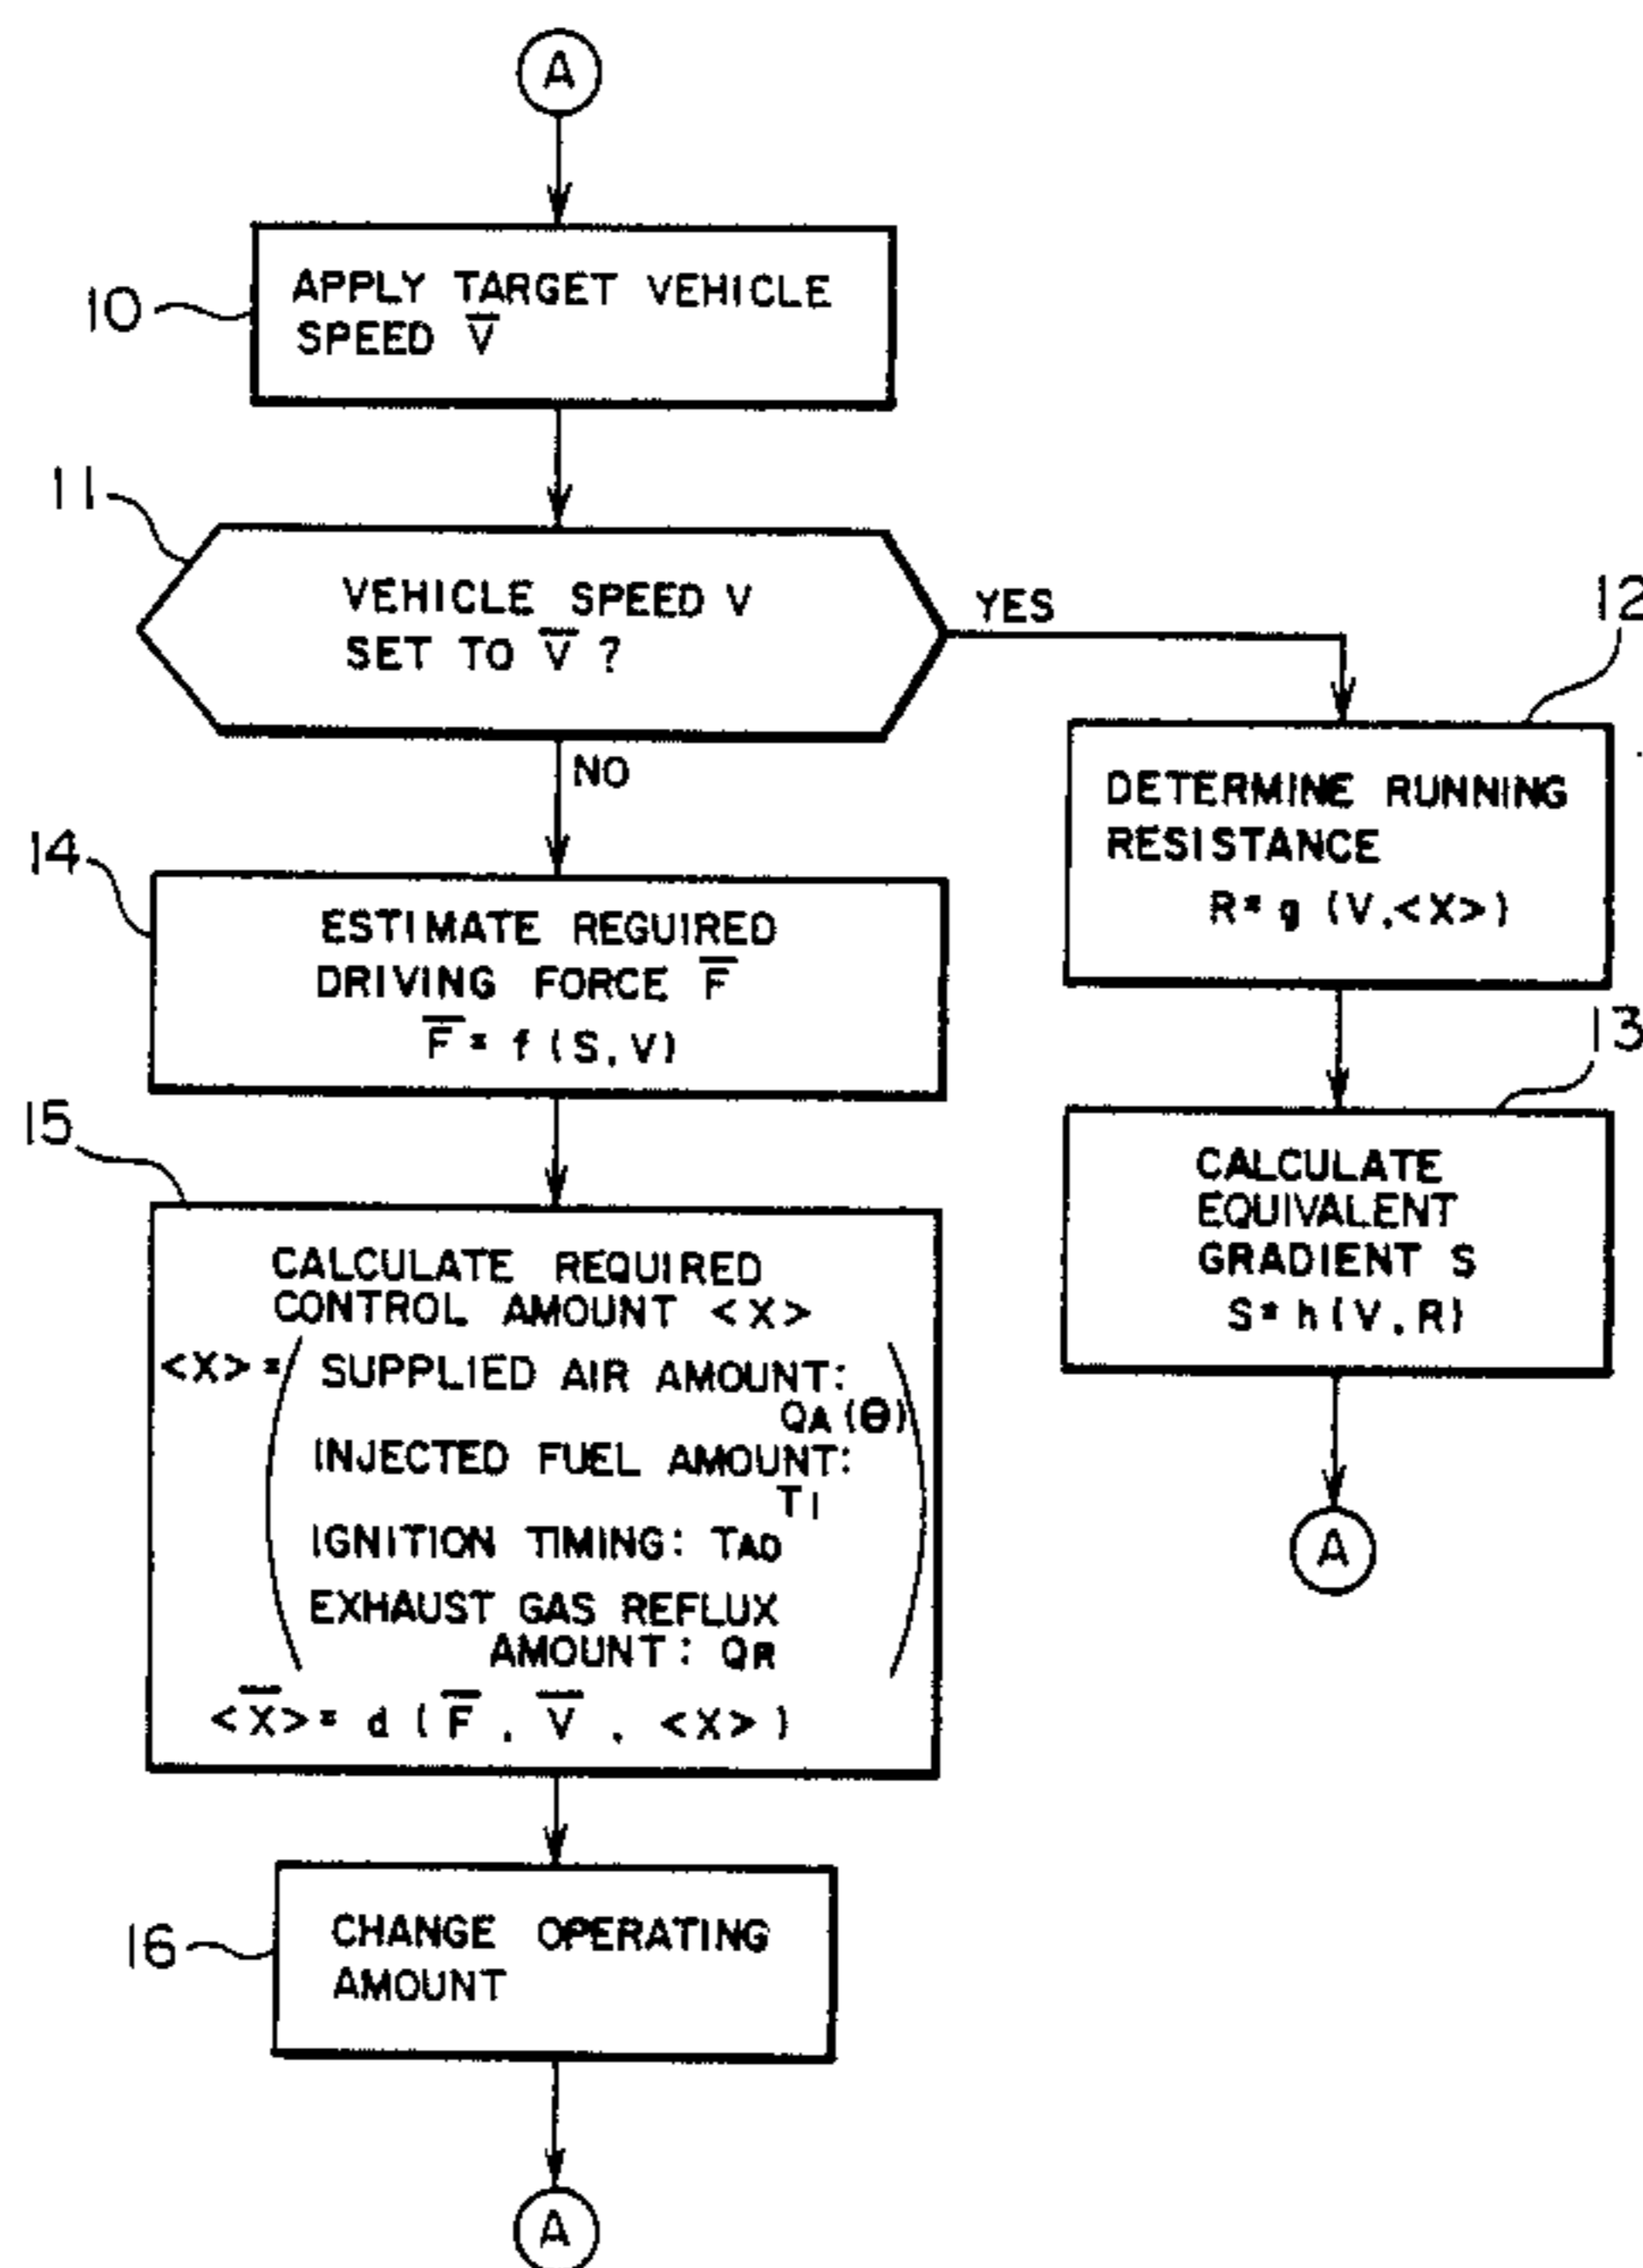 A
10
APPLY TARGET VEHICLE
SPEED V̅
11
VEHICLE SPEED V
SET TO V̅ ?
YES
NO
12
DETERMINE RUNNING
RESISTANCE
R = g (V,<X>)
13
CALCULATE
EQUIVALENT
GRADIENT S
S = h (V, R)
A
14
ESTIMATE REGUIRED
DRIVING FORCE F̅
F̅ = f (S, V)
15
CALCULATE REQUIRED
CONTROL AMOUNT <X>
<X> = ( SUPPLIED AIR AMOUNT:
QA (Θ)
INJECTED FUEL AMOUNT:
TI
IGNITION TIMING: TAD
EXHAUST GAS REFLUX
AMOUNT: QR )
<X̅> = d ( F̅ , V̅ , <X> )
16
CHANGE OPERATING
AMOUNT
A